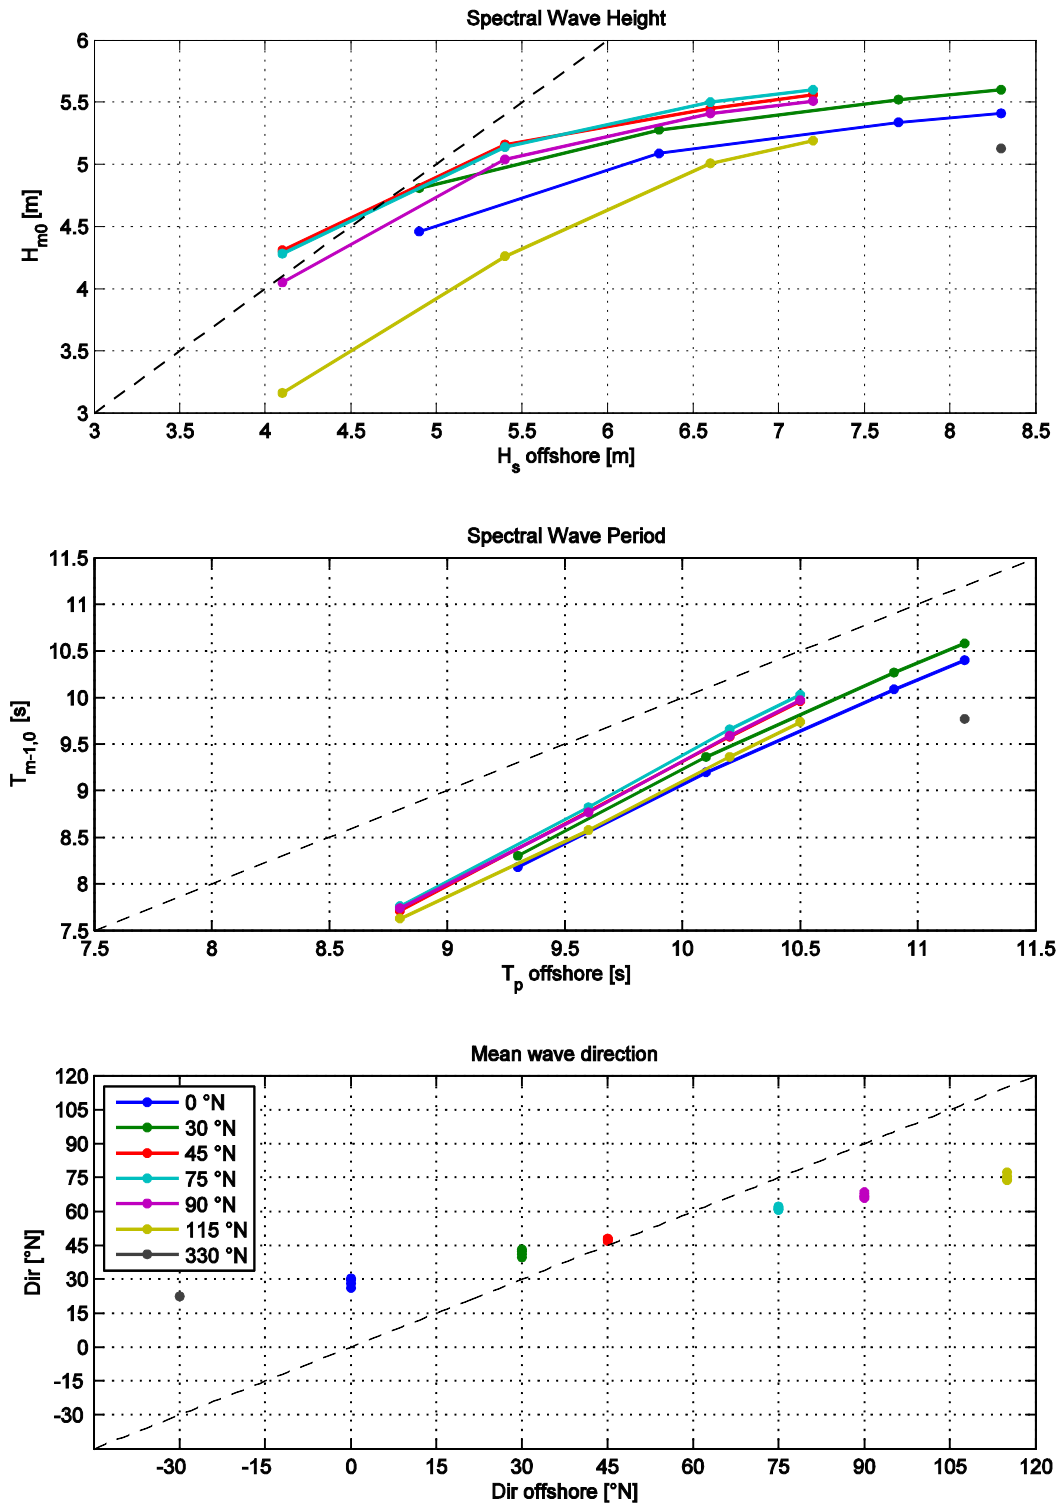 Spectral Wave Height
6
5.5
5
4.5
4
3.5
3
H_m0 [m]
3 3.5 4 4.5 5 5.5 6 6.5 7 7.5 8 8.5
H_s offshore [m]
Spectral Wave Period
11.5
11
10.5
10
9.5
9
8.5
8
7.5
T_m-1,0 [s]
7.5 8 8.5 9 9.5 10 10.5 11 11.5
T_p offshore [s]
Mean wave direction
120
105
90
75
60
45
30
15
0
-15
-30
Dir [°N]
0 °N
30 °N
45 °N
75 °N
90 °N
115 °N
330 °N
-30 -15 0 15 30 45 60 75 90 105 120
Dir offshore [°N]